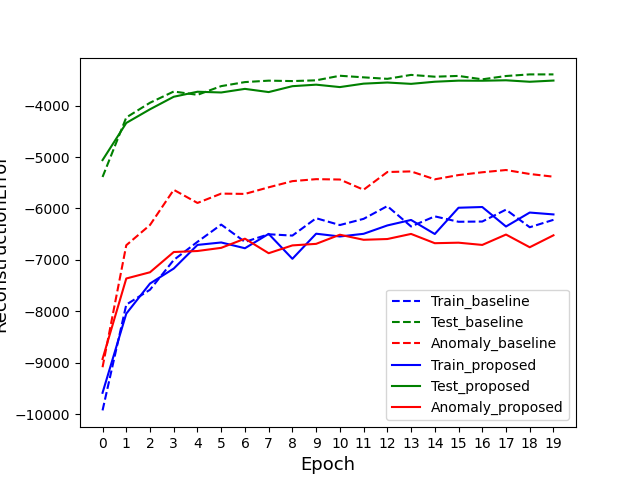 −4000
−5000
−6000
−7000
−8000
−9000
−10000
0 1 2 3 4 5 6 7 8 9 10 11 12 13 14 15 16 17 18 19
Epoch
ReconstructionError
Train_baseline
Test_baseline
Anomaly_baseline
Train_proposed
Test_proposed
Anomaly_proposed